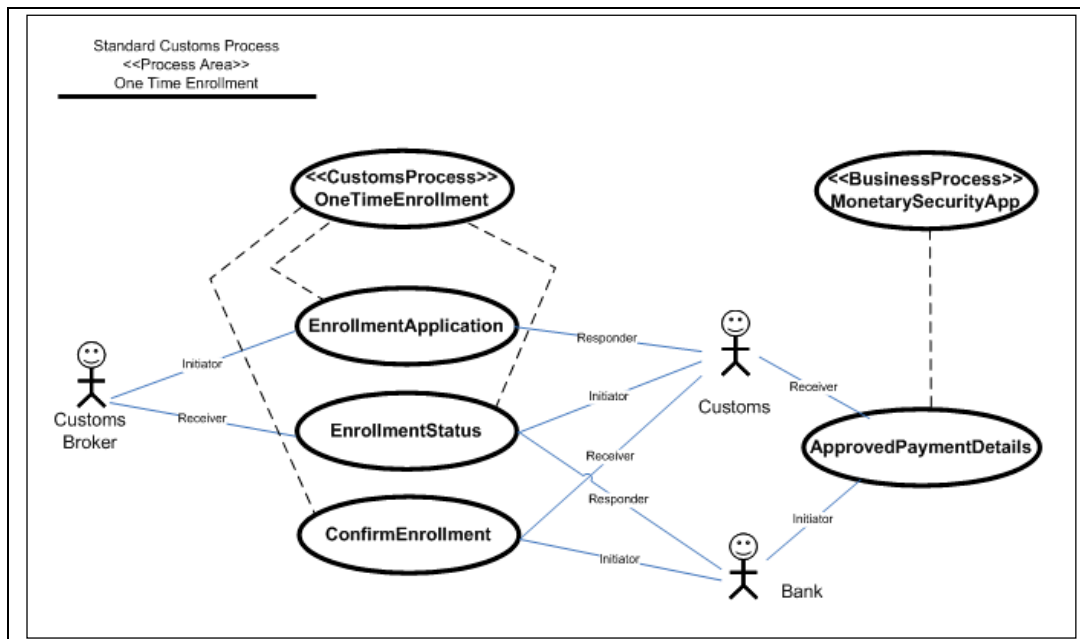 Standard Customs Process
<<Process Area>>
One Time Enrollment
<<CustomsProcess>>
OneTimeEnrollment
<<BusinessProcess>>
MonetarySecurityApp
EnrollmentApplication
Responder
Initiator
Customs
Broker
Receiver
EnrollmentStatus
Initiator
Customs
Receiver
ApprovedPaymentDetails
Receiver
Responder
ConfirmEnrollment
Initiator
Initiator
Bank